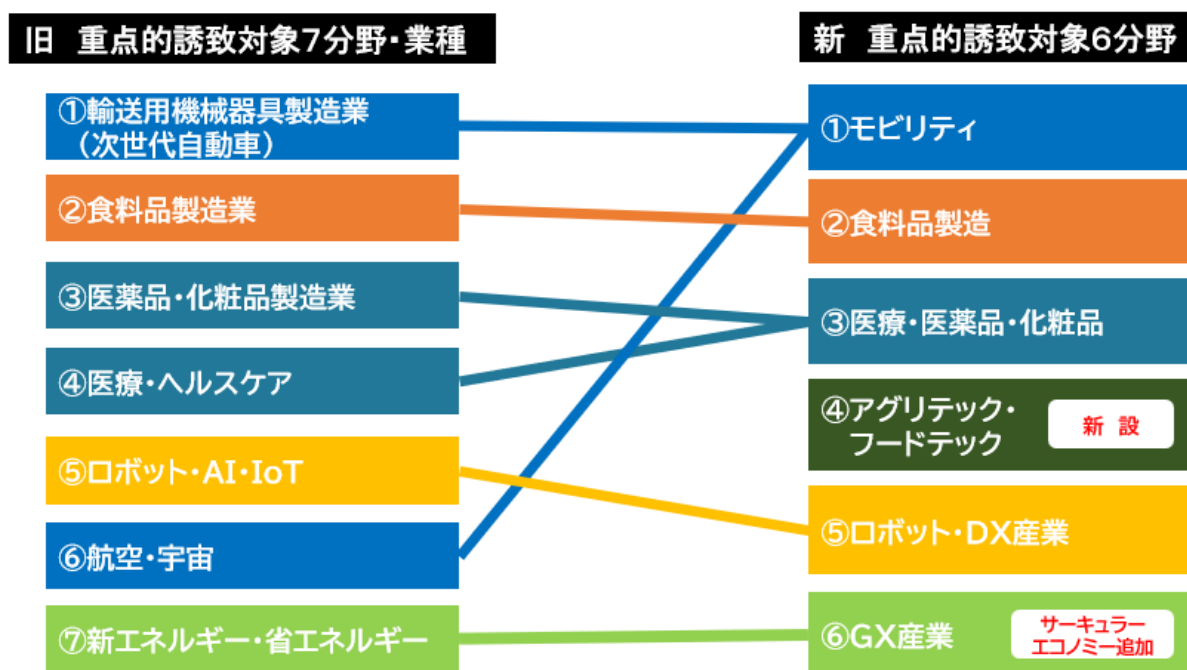 旧 重点的誘致対象7分野・業種
①輸送用機械器具製造業
（次世代自動車）
②食料品製造業
③医薬品・化粧品製造業
④医療・ヘルスケア
⑤ロボット・AI・IoT
⑥航空・宇宙
⑦新エネルギー・省エネルギー
新 重点的誘致対象6分野
①モビリティ
②食料品製造
③医療・医薬品・化粧品
④アグリテック・
フードテック
新 設
⑤ロボット・DX産業
⑥GX産業
サーキュラー
エコノミー追加